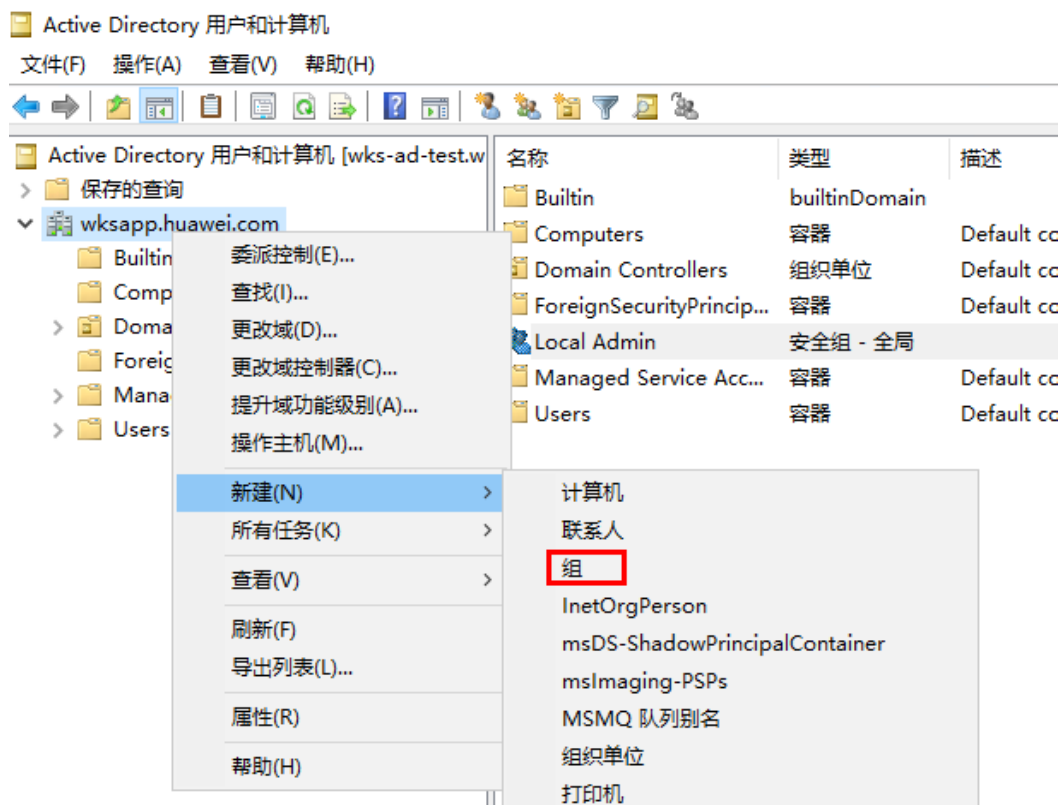 Active Directory 用户和计算机
文件(F) 操作(A) 查看(V) 帮助(H)
Active Directory 用户和计算机 [wks-ad-test.w
保存的查询
wksapp.huawei.com
Builtin
Comp
Doma
Foreig
Mana
Users
名称 类型 描述
Builtin builtinDomain
Computers 容器 Default co
Domain Controllers 组织单位 Default co
ForeignSecurityPrincip... 容器 Default co
Local Admin 安全组 - 全局
Managed Service Acc... 容器 Default co
Users 容器 Default co
委派控制(E)...
查找(I)...
更改域(D)...
更改域控制器(C)...
提升域功能级别(A)...
操作主机(M)...
新建(N)
所有任务(K)
查看(V)
刷新(F)
导出列表(L)...
属性(R)
帮助(H)
计算机
联系人
组
InetOrgPerson
msDS-ShadowPrincipalContainer
msImaging-PSPs
MSMQ 队列别名
组织单位
打印机